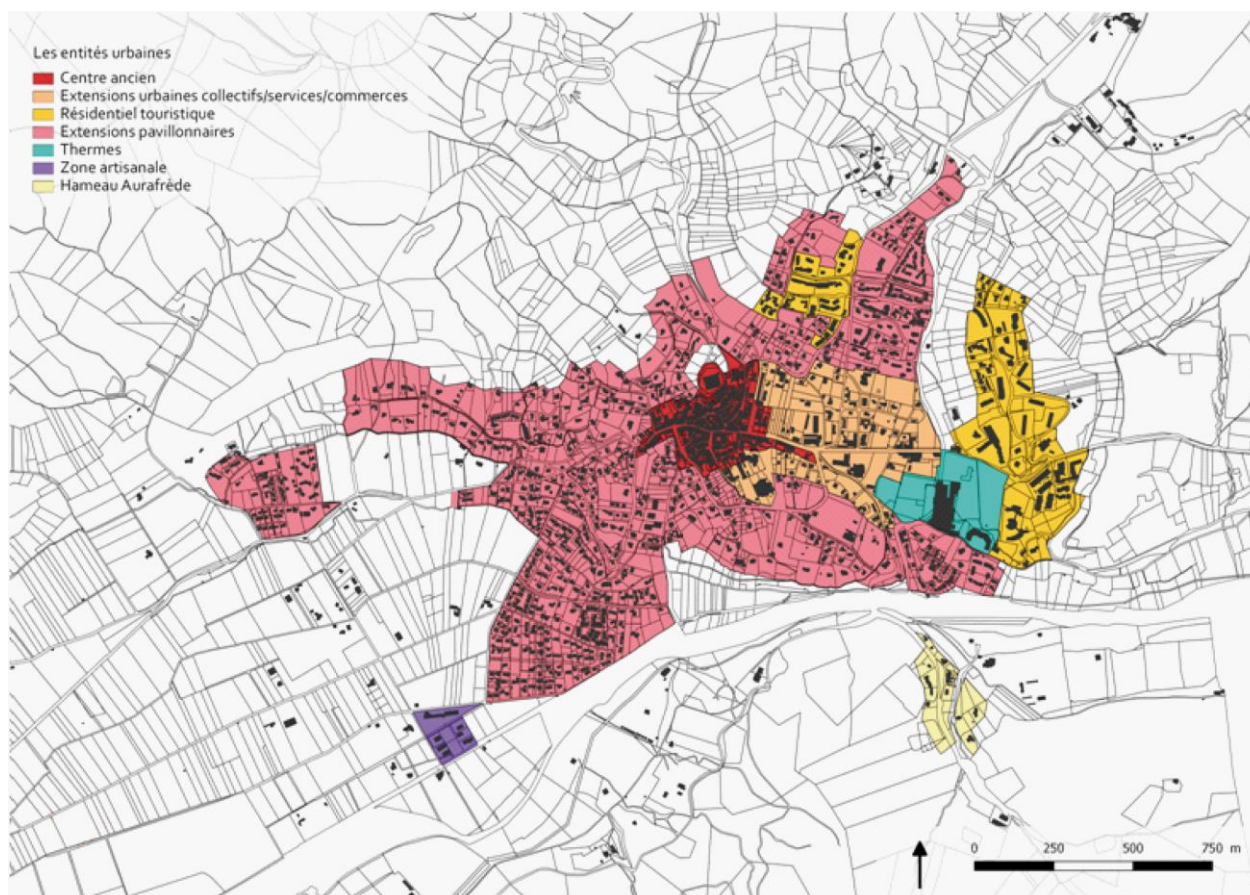 Les entités urbaines
Centre ancien
Extensions urbaines collectifs/services/commerces
Résidentiel touristique
Extensions pavillonnaires
Thermes
Zone artisanale
Hameau Aurafrède
0 250 500 750 m